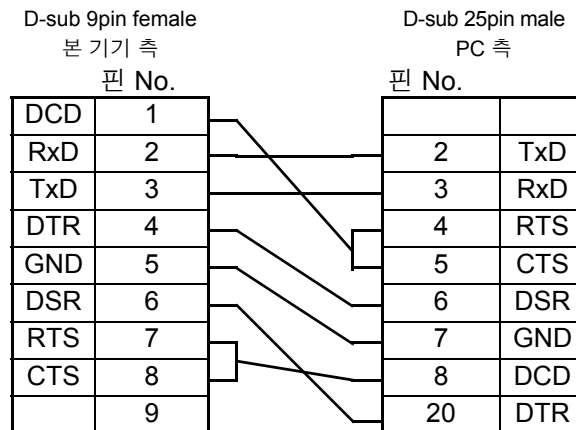 D-sub 9pin female D-sub 25pin male
본 기기 측 PC 측
핀 No. 핀 No.
DCD 1
RxD 2 2 TxD
TxD 3 3 RxD
DTR 4 4 RTS
GND 5 5 CTS
DSR 6 6 DSR
RTS 7 7 GND
CTS 8 8 DCD
9 20 DTR